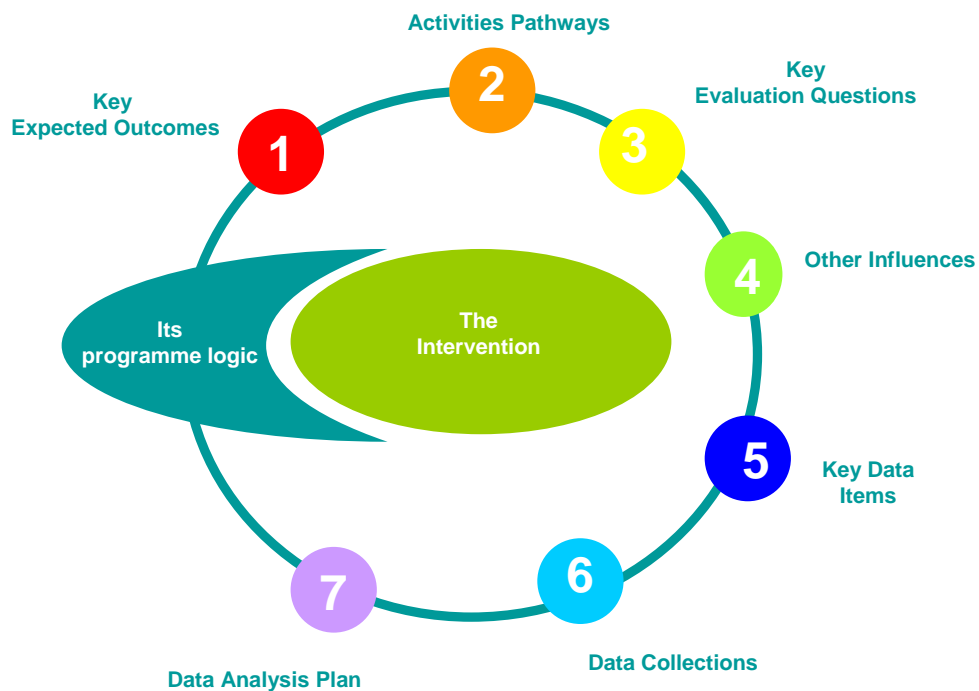 Activities Pathways
2
Key
Evaluation Questions
Key
Expected Outcomes
1
3
4
Other Influences
Its
programme logic
The
Intervention
5
Key Data
Items
6
7
Data Collections
Data Analysis Plan